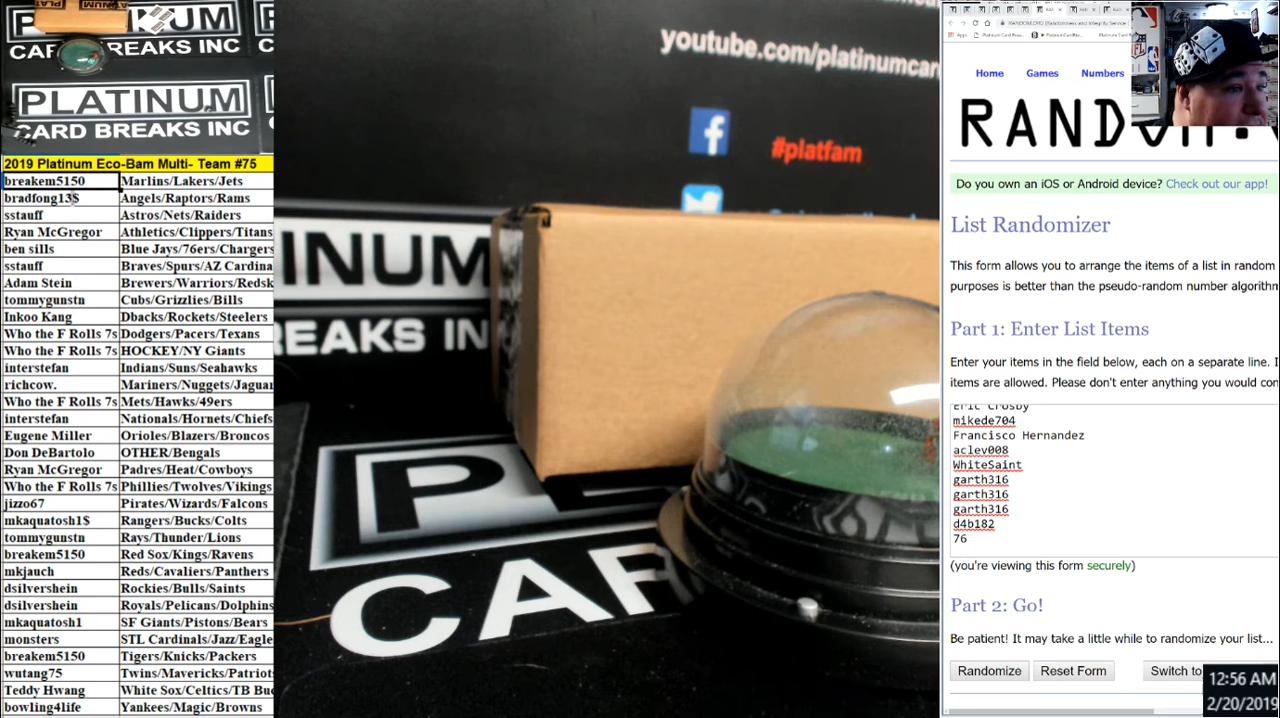 CARD BREAKS INC
PLATINUM
CARD BREAKS INC
2019 Platinum Eco-Bam Multi- Team #75
breakem5150 Marlins/Lakers/Jets
bradfong13$ Angels/Raptors/Rams
sstauff Astros/Nets/Raiders
Ryan McGregor Athletics/Clippers/Titans
ben sills Blue Jays/76ers/Chargers
sstauff Braves/Spurs/AZ Cardina
Adam Stein Brewers/Warriors/Redsk
tommygunstn Cubs/Grizzlies/Bills
Inkoo Kang Dbacks/Rockets/Steelers
Who the F Rolls 7s Dodgers/Pacers/Texans
Who the F Rolls 7s HOCKEY/NY Giants
interstefan Indians/Suns/Seahawks
richcow. Mariners/Nuggets/Jaguar
Who the F Rolls 7s Mets/Hawks/49ers
interstefan Nationals/Hornets/Chiefs
Eugene Miller Orioles/Blazers/Broncos
Don DeBartolo OTHER/Bengals
Ryan McGregor Padres/Heat/Cowboys
Who the F Rolls 7s Phillies/Twolves/Vikings
jizzo67 Pirates/Wizards/Falcons
mkaquatosh1$ Rangers/Bucks/Colts
tommygunstn Rays/Thunder/Lions
breakem5150 Red Sox/Kings/Ravens
mkjauch Reds/Cavaliers/Panthers
dsilvershein Rockies/Bulls/Saints
dsilvershein Royals/Pelicans/Dolphins
mkaquatosh1 SF Giants/Pistons/Bears
monsters STL Cardinals/Jazz/Eagle
breakem5150 Tigers/Knicks/Packers
wutang75 Twins/Mavericks/Patriots
Teddy Hwang White Sox/Celtics/TB Buc
bowling4life Yankees/Magic/Browns
youtube.com/platinumcar
f
#platfam
INUM
EAKS IN
P
CAR
Home Games Numbers
RANDOM.O
Do you own an iOS or Android device? Check out our app!
List Randomizer
This form allows you to arrange the items of a list in random
purposes is better than the pseudo-random number algorithm
Part 1: Enter List Items
Enter your items in the field below, each on a separate line.
items are allowed. Please don't enter anything you would con
Eric Crosby
mikede704
Francisco Hernandez
aclev008
WhiteSaint
garth316
garth316
garth316
d4b182
76
(you're viewing this form securely)
Part 2: Go!
Be patient! It may take a little while to randomize your list...
Randomize Reset Form Switch to
12:56 AM
2/20/2019